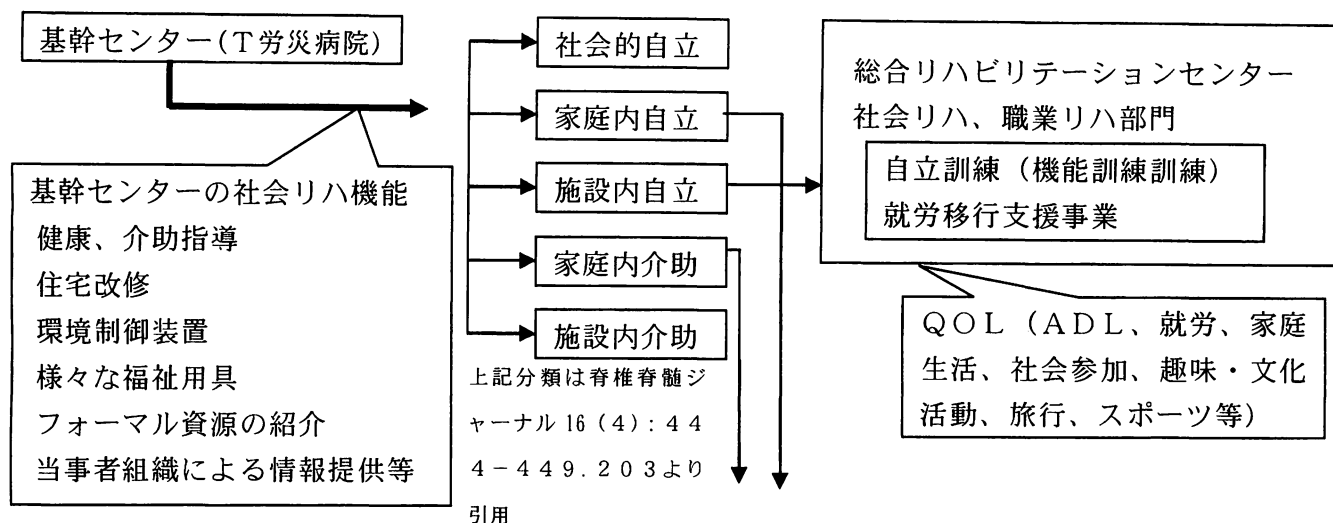 基幹センター(T労災病院)
基幹センターの社会リハ機能
健康、介助指導
住宅改修
環境制御装置
様々な福祉用具
フォーマル資源の紹介
当事者組織による情報提供等
社会的自立
家庭内自立
施設内自立
家庭内介助
施設内介助
上記分類は脊椎脊髄ジ
ャーナル 16 (4) : 44
4-449.203より
引用
総合リハビリテーションセンター
社会リハ、職業リハ部門
自立訓練（機能訓練訓練）
就労移行支援事業
QOL（ADL、就労、家庭
生活、社会参加、趣味・文化
活動、旅行、スポーツ等）